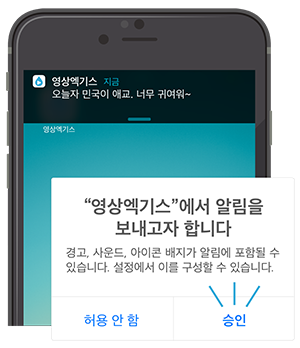 영상엑기스 지금
오늘자 민국이 애교. 너무 귀여워~
영상엑기스
“영상엑기스”에서 알림을
보내고자 합니다
경고, 사운드, 아이콘 배지가 알림에 포함될 수
있습니다. 설정에서 이를 구성할 수 있습니다.
허용 안 함 승인